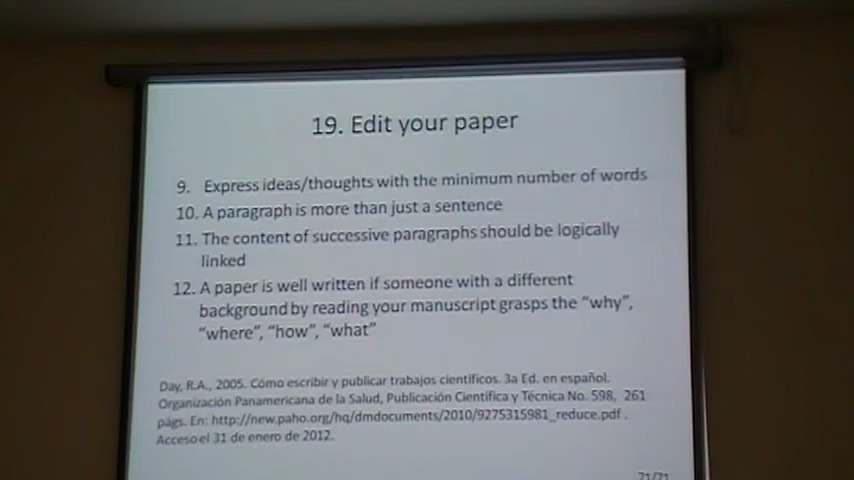 19. Edit your paper
9. Express ideas/thoughts with the minimum number of words
10. A paragraph is more than just a sentence
11. The content of successive paragraphs should be logically
linked
12. A paper is well written if someone with a different
background by reading your manuscript grasps the “why”,
“where”, “how”, “what”
Day, R.A., 2005. Cómo escribir y publicar trabajos científicos. 3a Ed. en español.
Organización Panamericana de la Salud, Publicación Científica y Técnica No. 598, 261
págs. En: http://new.paho.org/hq/dmdocuments/2010/9275315981_reduce.pdf .
Acceso el 31 de enero de 2012.
71/71